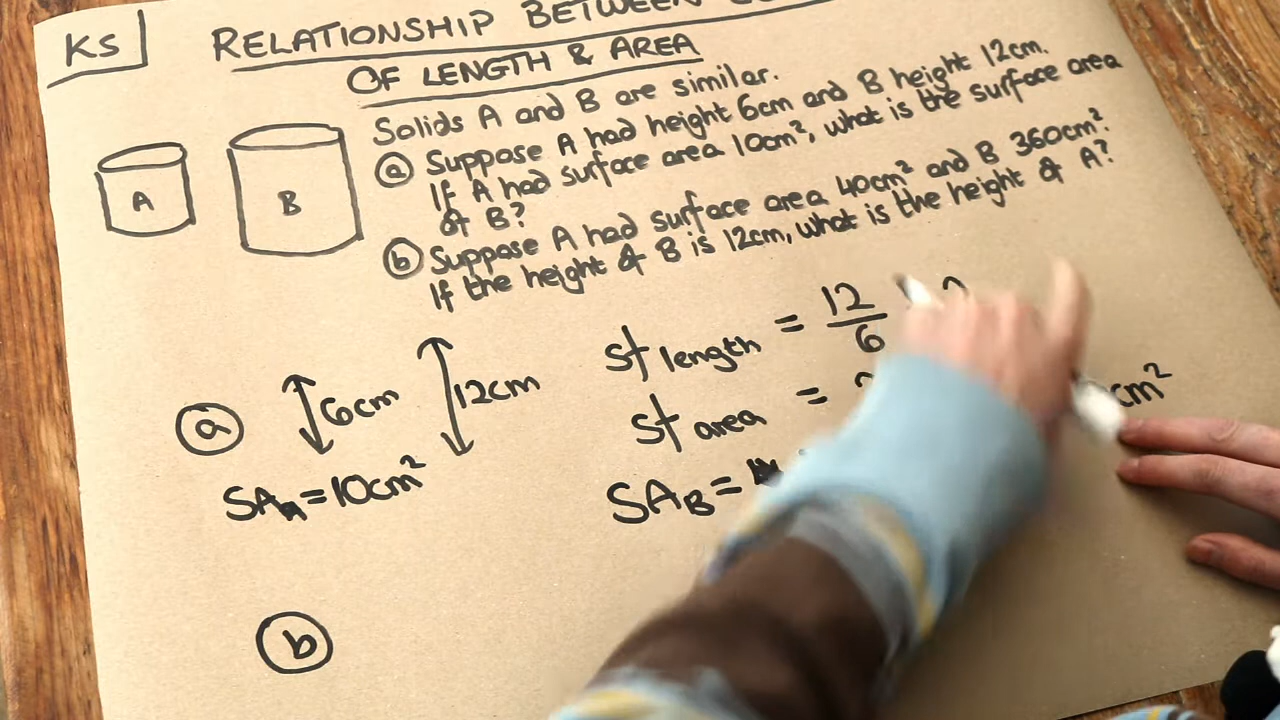 KS
RELATIONSHIP BETWEEN
OF LENGTH & AREA
Solids A and B are similar.
A
B
(a) Suppose A had height 6cm and B height 12cm.
If A had surface area 10cm², what is the surface area
of B?
(b) Suppose A had surface area 40cm² and B 360cm².
If the height of B is 12cm, what is the height of A?
(a) 6cm 12cm
SA_A = 10cm²
sf length = 12/6
sf area =
cm²
SA_B =
(b)